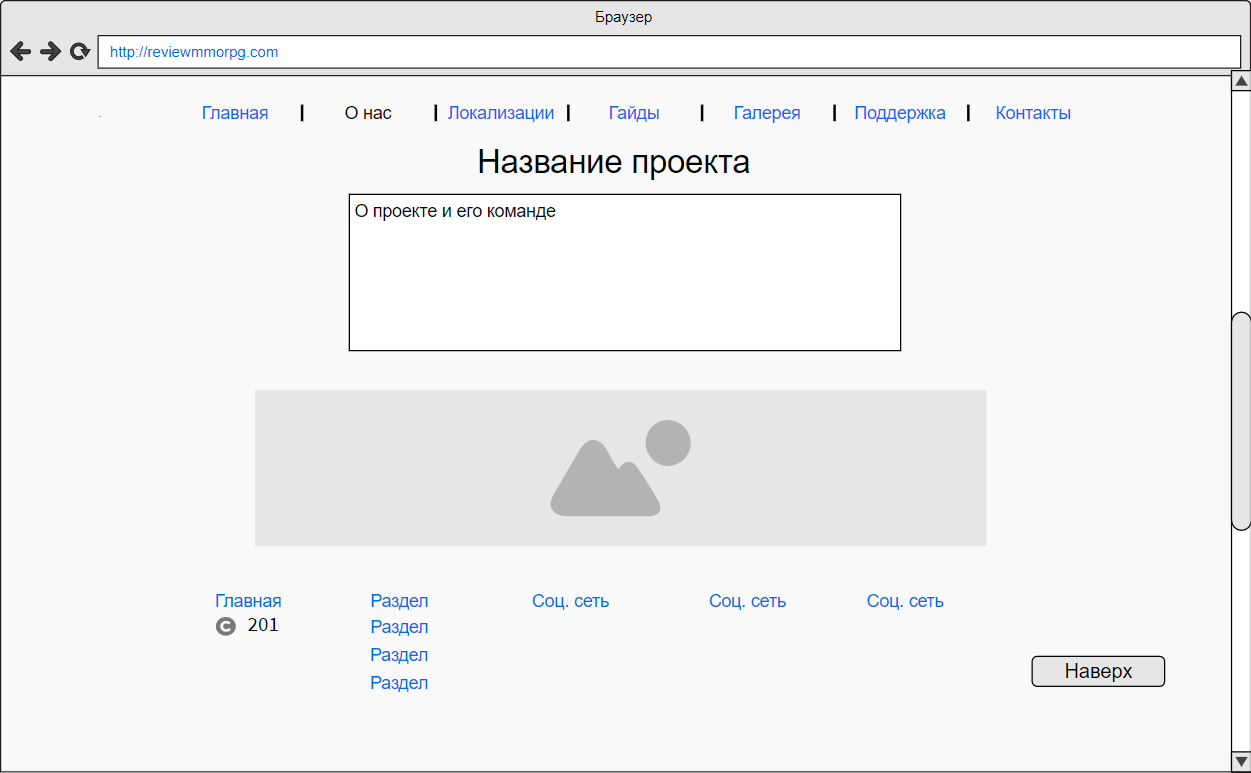 Браузер
http://reviewmmorpg.com
Главная | О нас | Локализации | Гайды | Галерея | Поддержка | Контакты
Название проекта
О проекте и его команде
Главная Раздел Соц. сеть Соц. сеть Соц. сеть
© 201 Раздел
Раздел
Раздел
Наверх